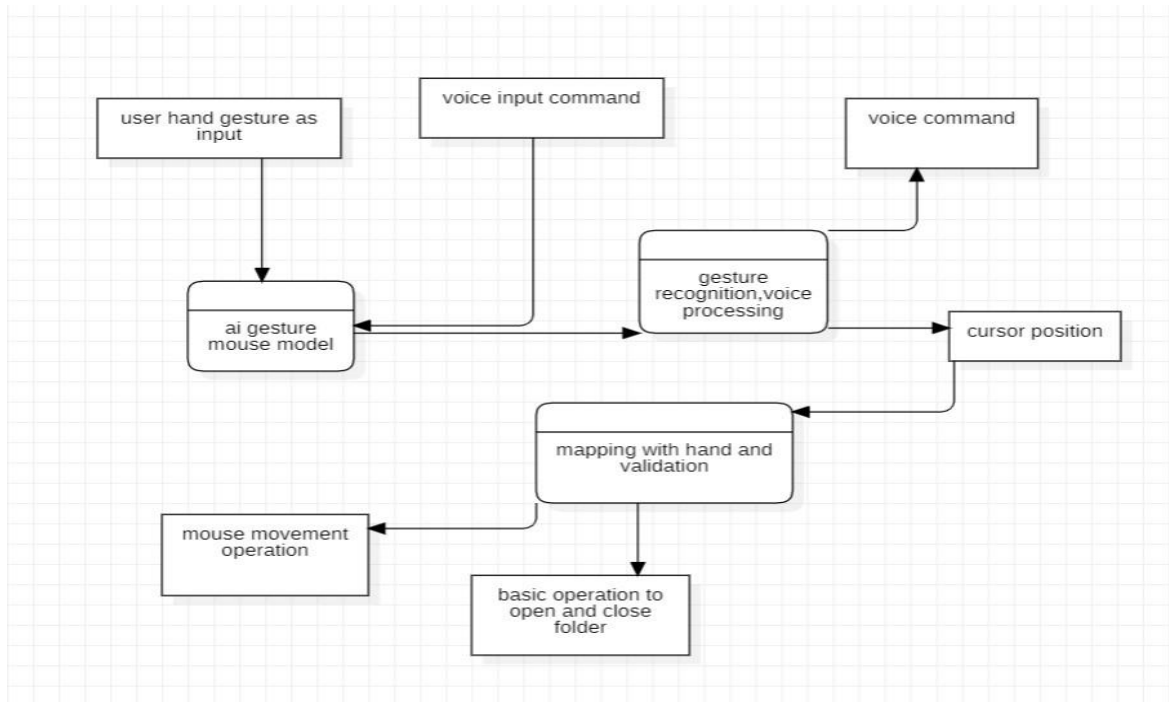 user hand gesture as
input
voice input command
voice command
gesture
recognition,voice
processing
ai gesture
mouse model
cursor position
mapping with hand and
validation
mouse movement
operation
basic operation to
open and close
folder